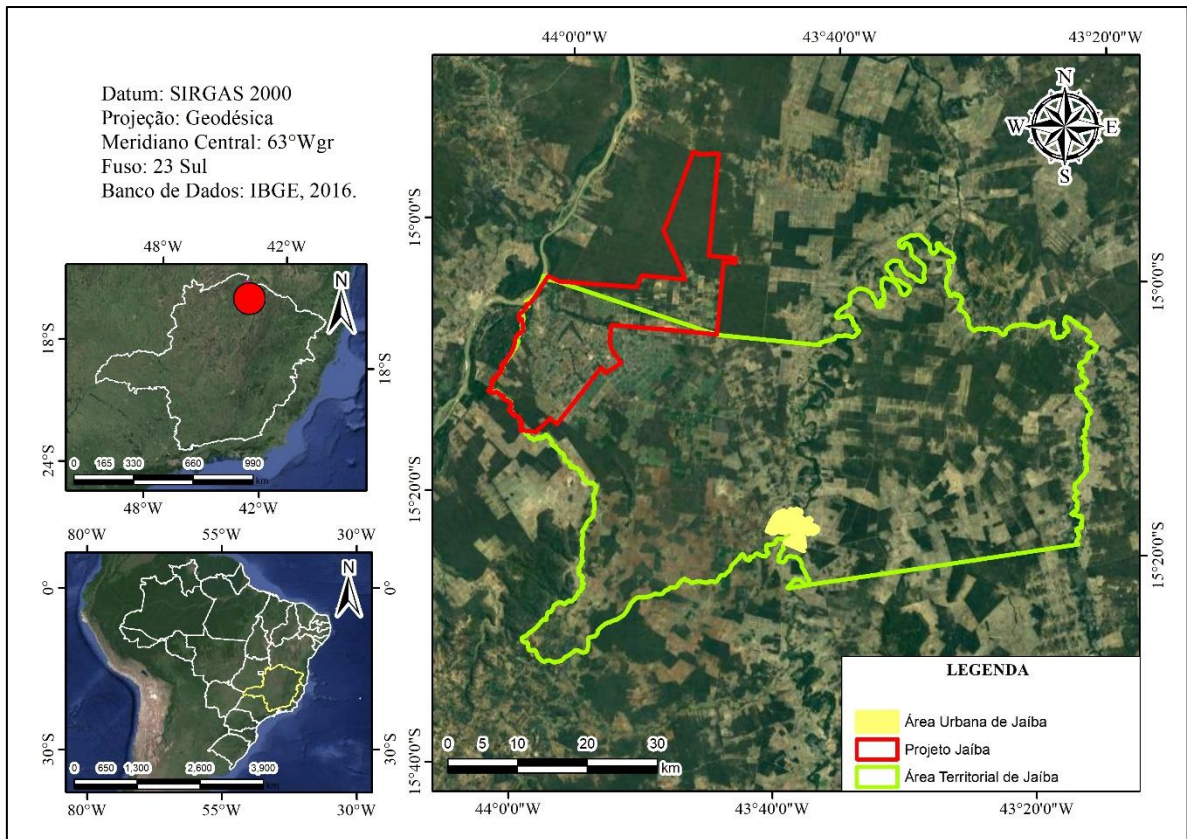 Datum: SIRGAS 2000
Projeção: Geodésica
Meridiano Central: 63°Wgr
Fuso: 23 Sul
Banco de Dados: IBGE, 2016.
48°W 42°W
N
18°S
18°S
24°S
0 165 330 660 990
km
48°W 42°W
80°W 55°W 30°W
N
0°
0°
30°S
30°S
0 650 1,300 2,600 3,900
km
80°W 55°W 30°W
44°0'0"W 43°40'0"W 43°20'0"W
N
W E
S
15°0'0"S
15°0'0"S
15°20'0"S
15°20'0"S
15°40'0"S
0 5 10 20 30
km
LEGENDA
Área Urbana de Jaíba
Projeto Jaíba
Área Territorial de Jaíba
44°0'0"W 43°40'0"W 43°20'0"W